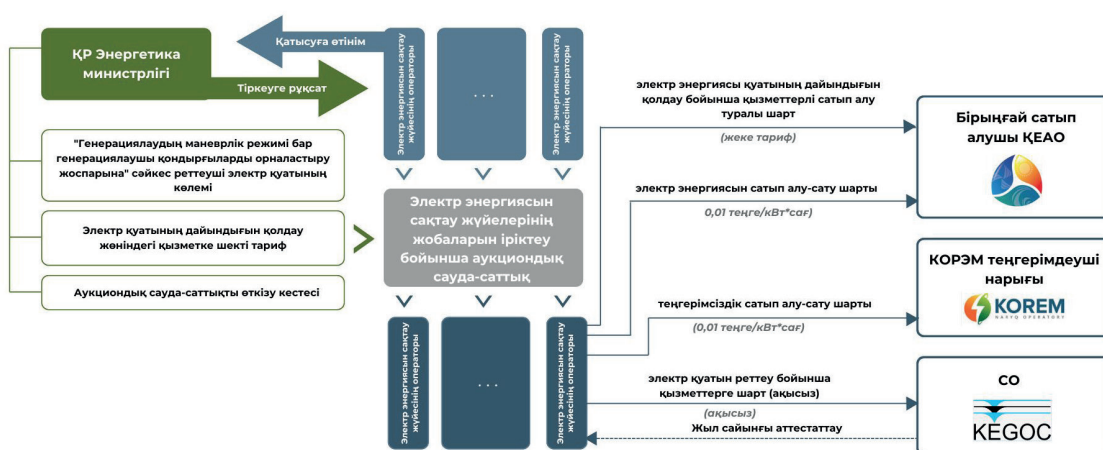 ҚР Энергетика
министрлігі
Қатысуға өтінім
Тіркеуге рұқсат
"Генерациялаудың маневрлік режимі бар
генерациялаушы қондырғыларды орналастыру
жоспарына" сәйкес реттеуші электр қуатының
көлемі
Электр қуатының дайындығын қолдау
жөніндегі қызметке шекті тариф
Аукциондық сауда-саттықты өткізу кестесі
Электр энергиясын сақтау
жүйесінің операторы
. . .
Электр энергиясын сақтау
жүйесінің операторы
Электр энергиясын
сақтау жүйелерінің
жобаларын іріктеу
бойынша аукциондық
сауда-саттық
Электр энергиясын сақтау
жүйесінің операторы
. . .
Электр энергиясын сақтау
жүйесінің операторы
электр энергиясы қуатының дайындығын
қолдау бойынша қызметтерлі сатып алу
туралы шарт
(жеке тариф)
электр энергиясын сатып алу-сату шарты
0,01 теңге/кВт*сағ)
теңгерімсіздік сатып алу-сату шарты
(0,01 теңге/кВт*сағ)
электр қуатын реттеу бойынша
қызметтерге шарт (ақысыз)
(ақысыз)
Жыл сайынғы аттестаттау
Бірыңғай сатып
алушы ҚЕАО
КОРЭМ теңгерімдеуші
нарығы
KOREM
NARYQ OPERATORY
СО
KEGOC